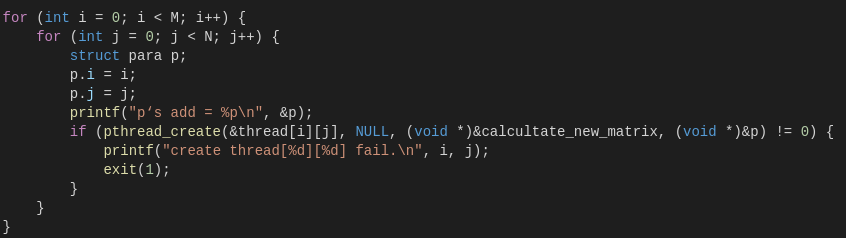 for (int i = 0; i < M; i++) {
    for (int j = 0; j < N; j++) {
        struct para p;
        p.i = i;
        p.j = j;
        printf("p‘s add = %p\n", &p);
        if (pthread_create(&thread[i][j], NULL, (void *)&calcultate_new_matrix, (void *)&p) != 0) {
            printf("create thread[%d][%d] fail.\n", i, j);
            exit(1);
        }
    }
}